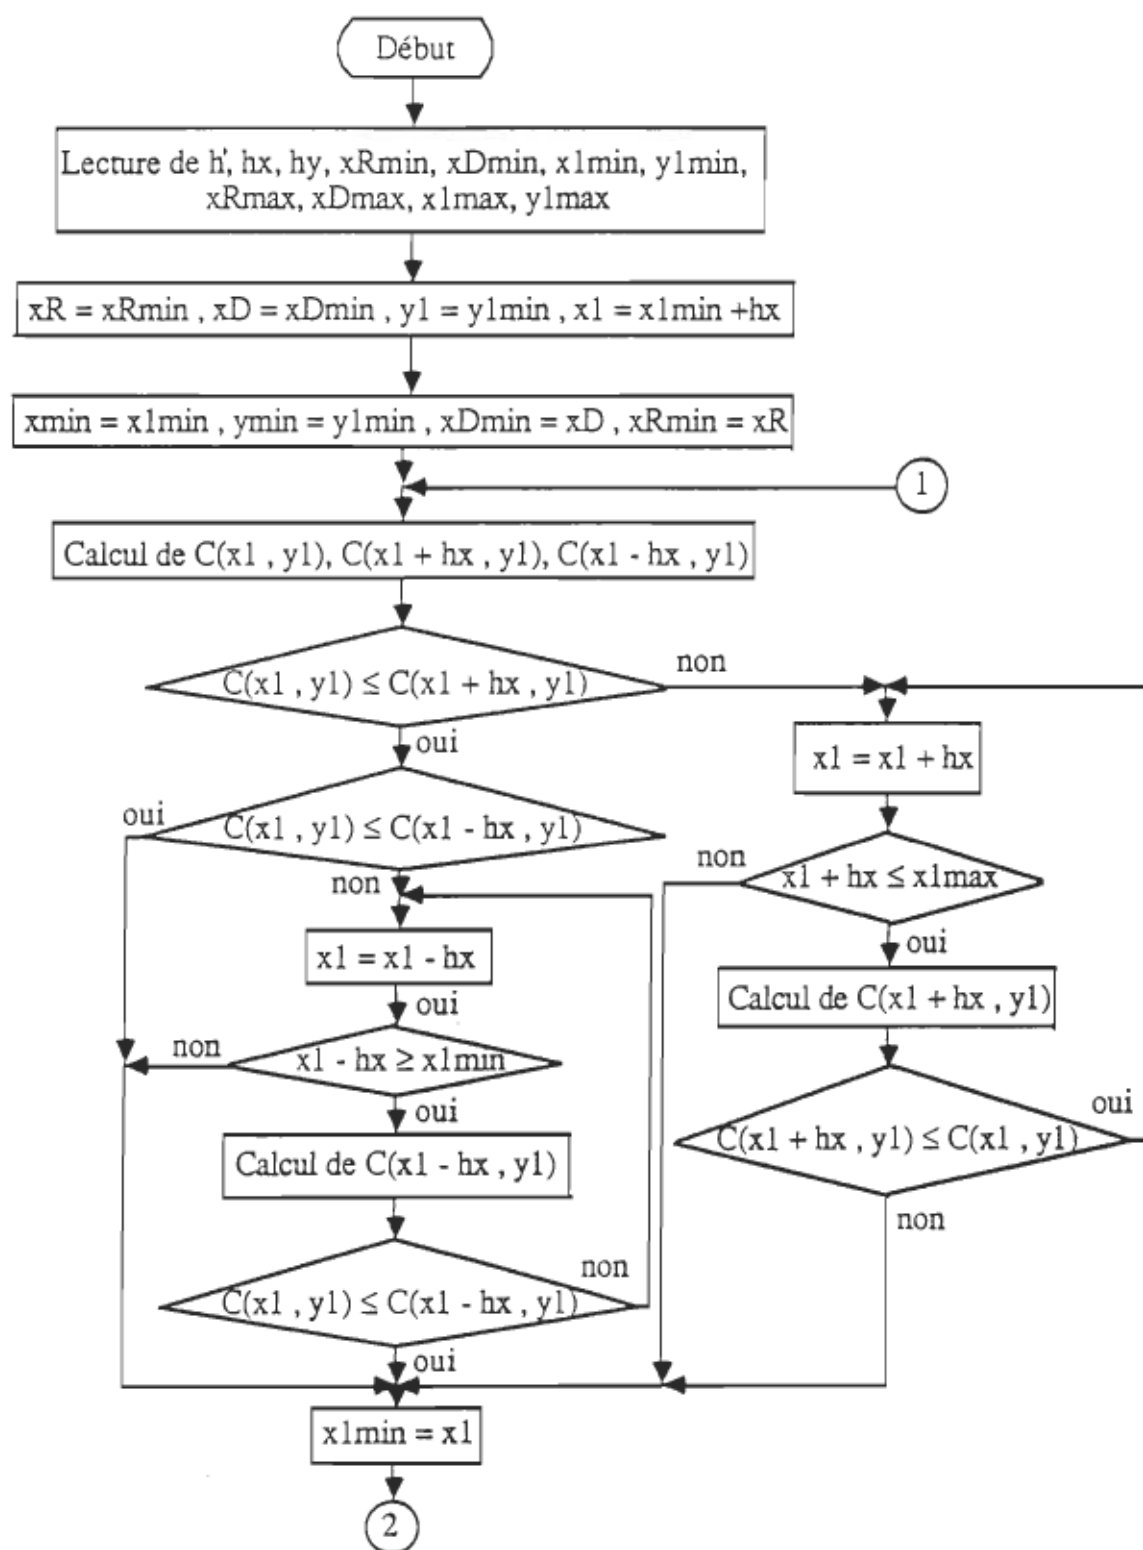 Début
Lecture de h', hx, hy, xRmin, xDmin, x1min, y1min,
xRmax, xDmax, x1max, y1max
xR = xRmin , xD = xDmin , y1 = y1min , x1 = x1min +hx
xmin = x1min , ymin = y1min , xDmin = xD , xRmin = xR
1
Calcul de C(x1 , y1), C(x1 + hx , y1), C(x1 - hx , y1)
C(x1 , y1) ≤ C(x1 + hx , y1)
non
oui
x1 = x1 + hx
oui
C(x1 , y1) ≤ C(x1 - hx , y1)
non
non
x1 + hx ≤ x1max
oui
x1 = x1 - hx
oui
Calcul de C(x1 + hx , y1)
non
x1 - hx ≥ x1min
oui
C(x1 + hx , y1) ≤ C(x1 , y1)
oui
non
Calcul de C(x1 - hx , y1)
C(x1 , y1) ≤ C(x1 - hx , y1)
non
oui
x1min = x1
2